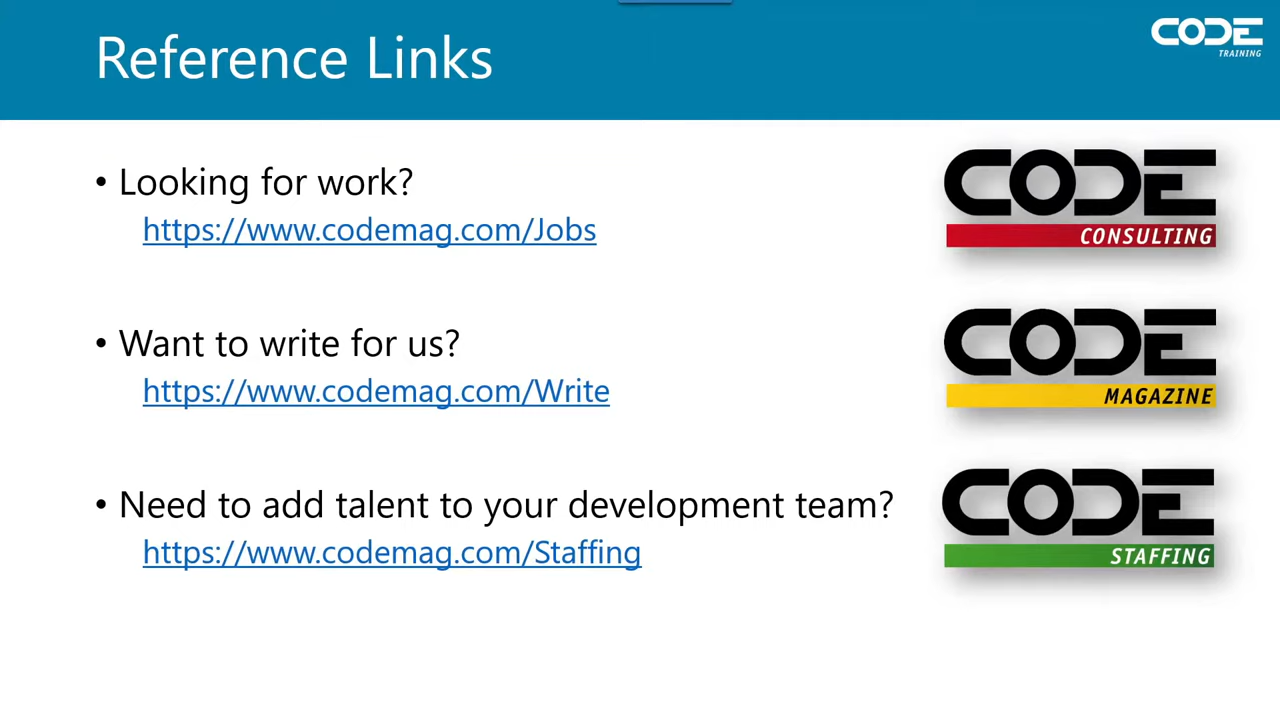 Reference Links
CODE
TRAINING
• Looking for work?
https://www.codemag.com/Jobs
CODE
CONSULTING
• Want to write for us?
https://www.codemag.com/Write
CODE
MAGAZINE
• Need to add talent to your development team?
https://www.codemag.com/Staffing
CODE
STAFFING